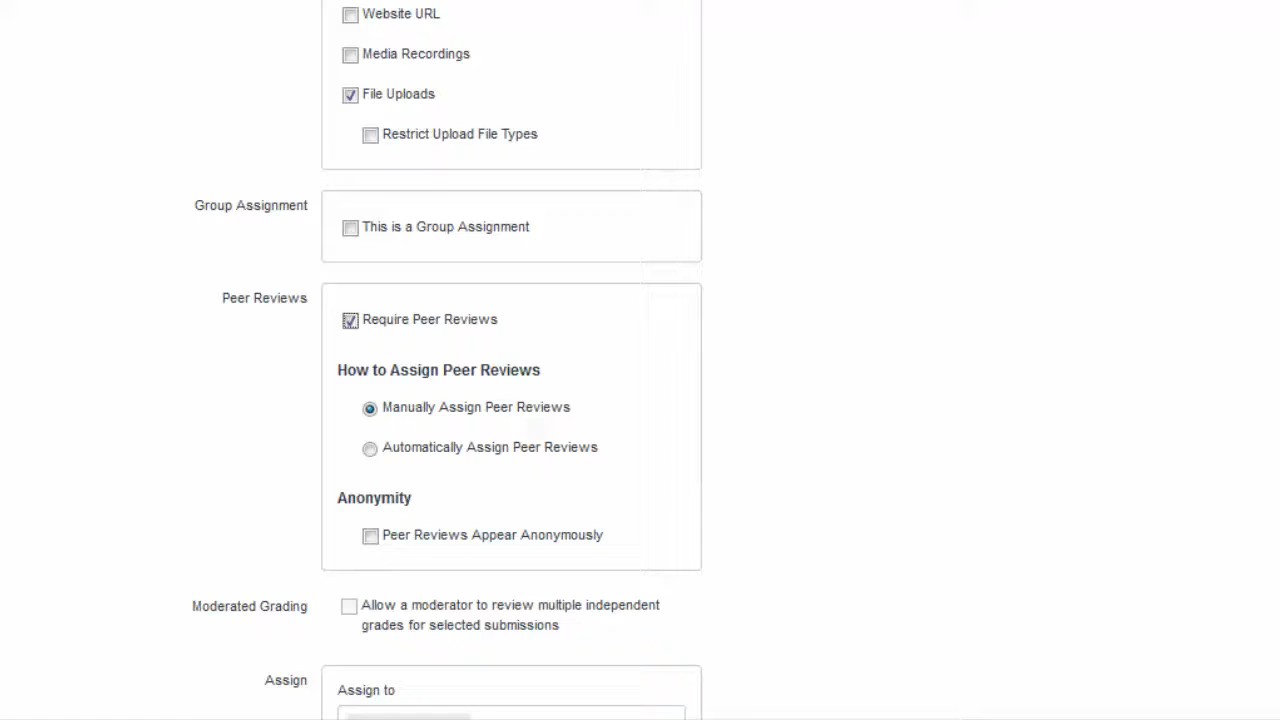 Website URL
Media Recordings
File Uploads
Restrict Upload File Types
Group Assignment
This is a Group Assignment
Peer Reviews
Require Peer Reviews
How to Assign Peer Reviews
Manually Assign Peer Reviews
Automatically Assign Peer Reviews
Anonymity
Peer Reviews Appear Anonymously
Moderated Grading
Allow a moderator to review multiple independent
grades for selected submissions
Assign
Assign to